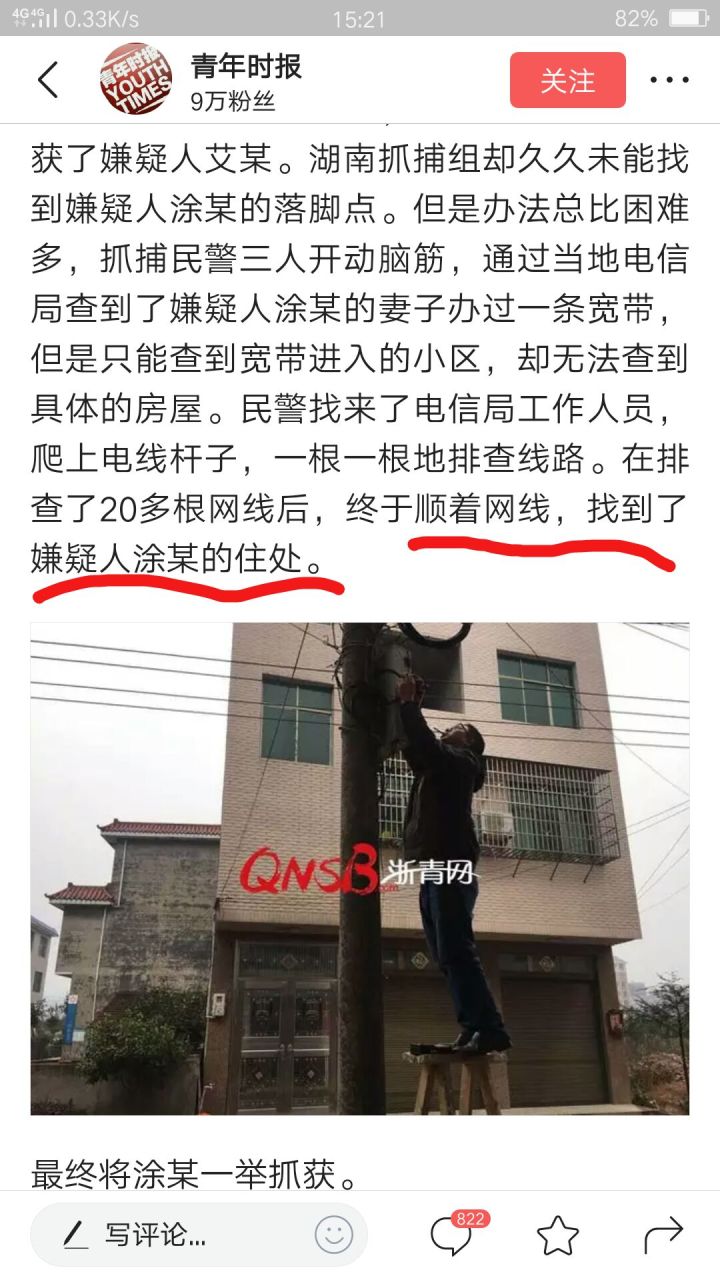 4G 4G 0.33K/s 15:21 82%
青年时报
YOUTH
TIMES
青年时报
9万粉丝
关注
获了嫌疑人艾某。湖南抓捕组却久久未能找
到嫌疑人涂某的落脚点。但是办法总比困难
多，抓捕民警三人开动脑筋，通过当地电信
局查到了嫌疑人涂某的妻子办过一条宽带，
但是只能查到宽带进入的小区，却无法查到
具体的房屋。民警找来了电信局工作人员，
爬上电线杆子，一根一根地排查线路。在排
查了20多根网线后，终于顺着网线，找到了
嫌疑人涂某的住处。
QNSB.com 浙青网
最终将涂某一举抓获。
写评论...
822